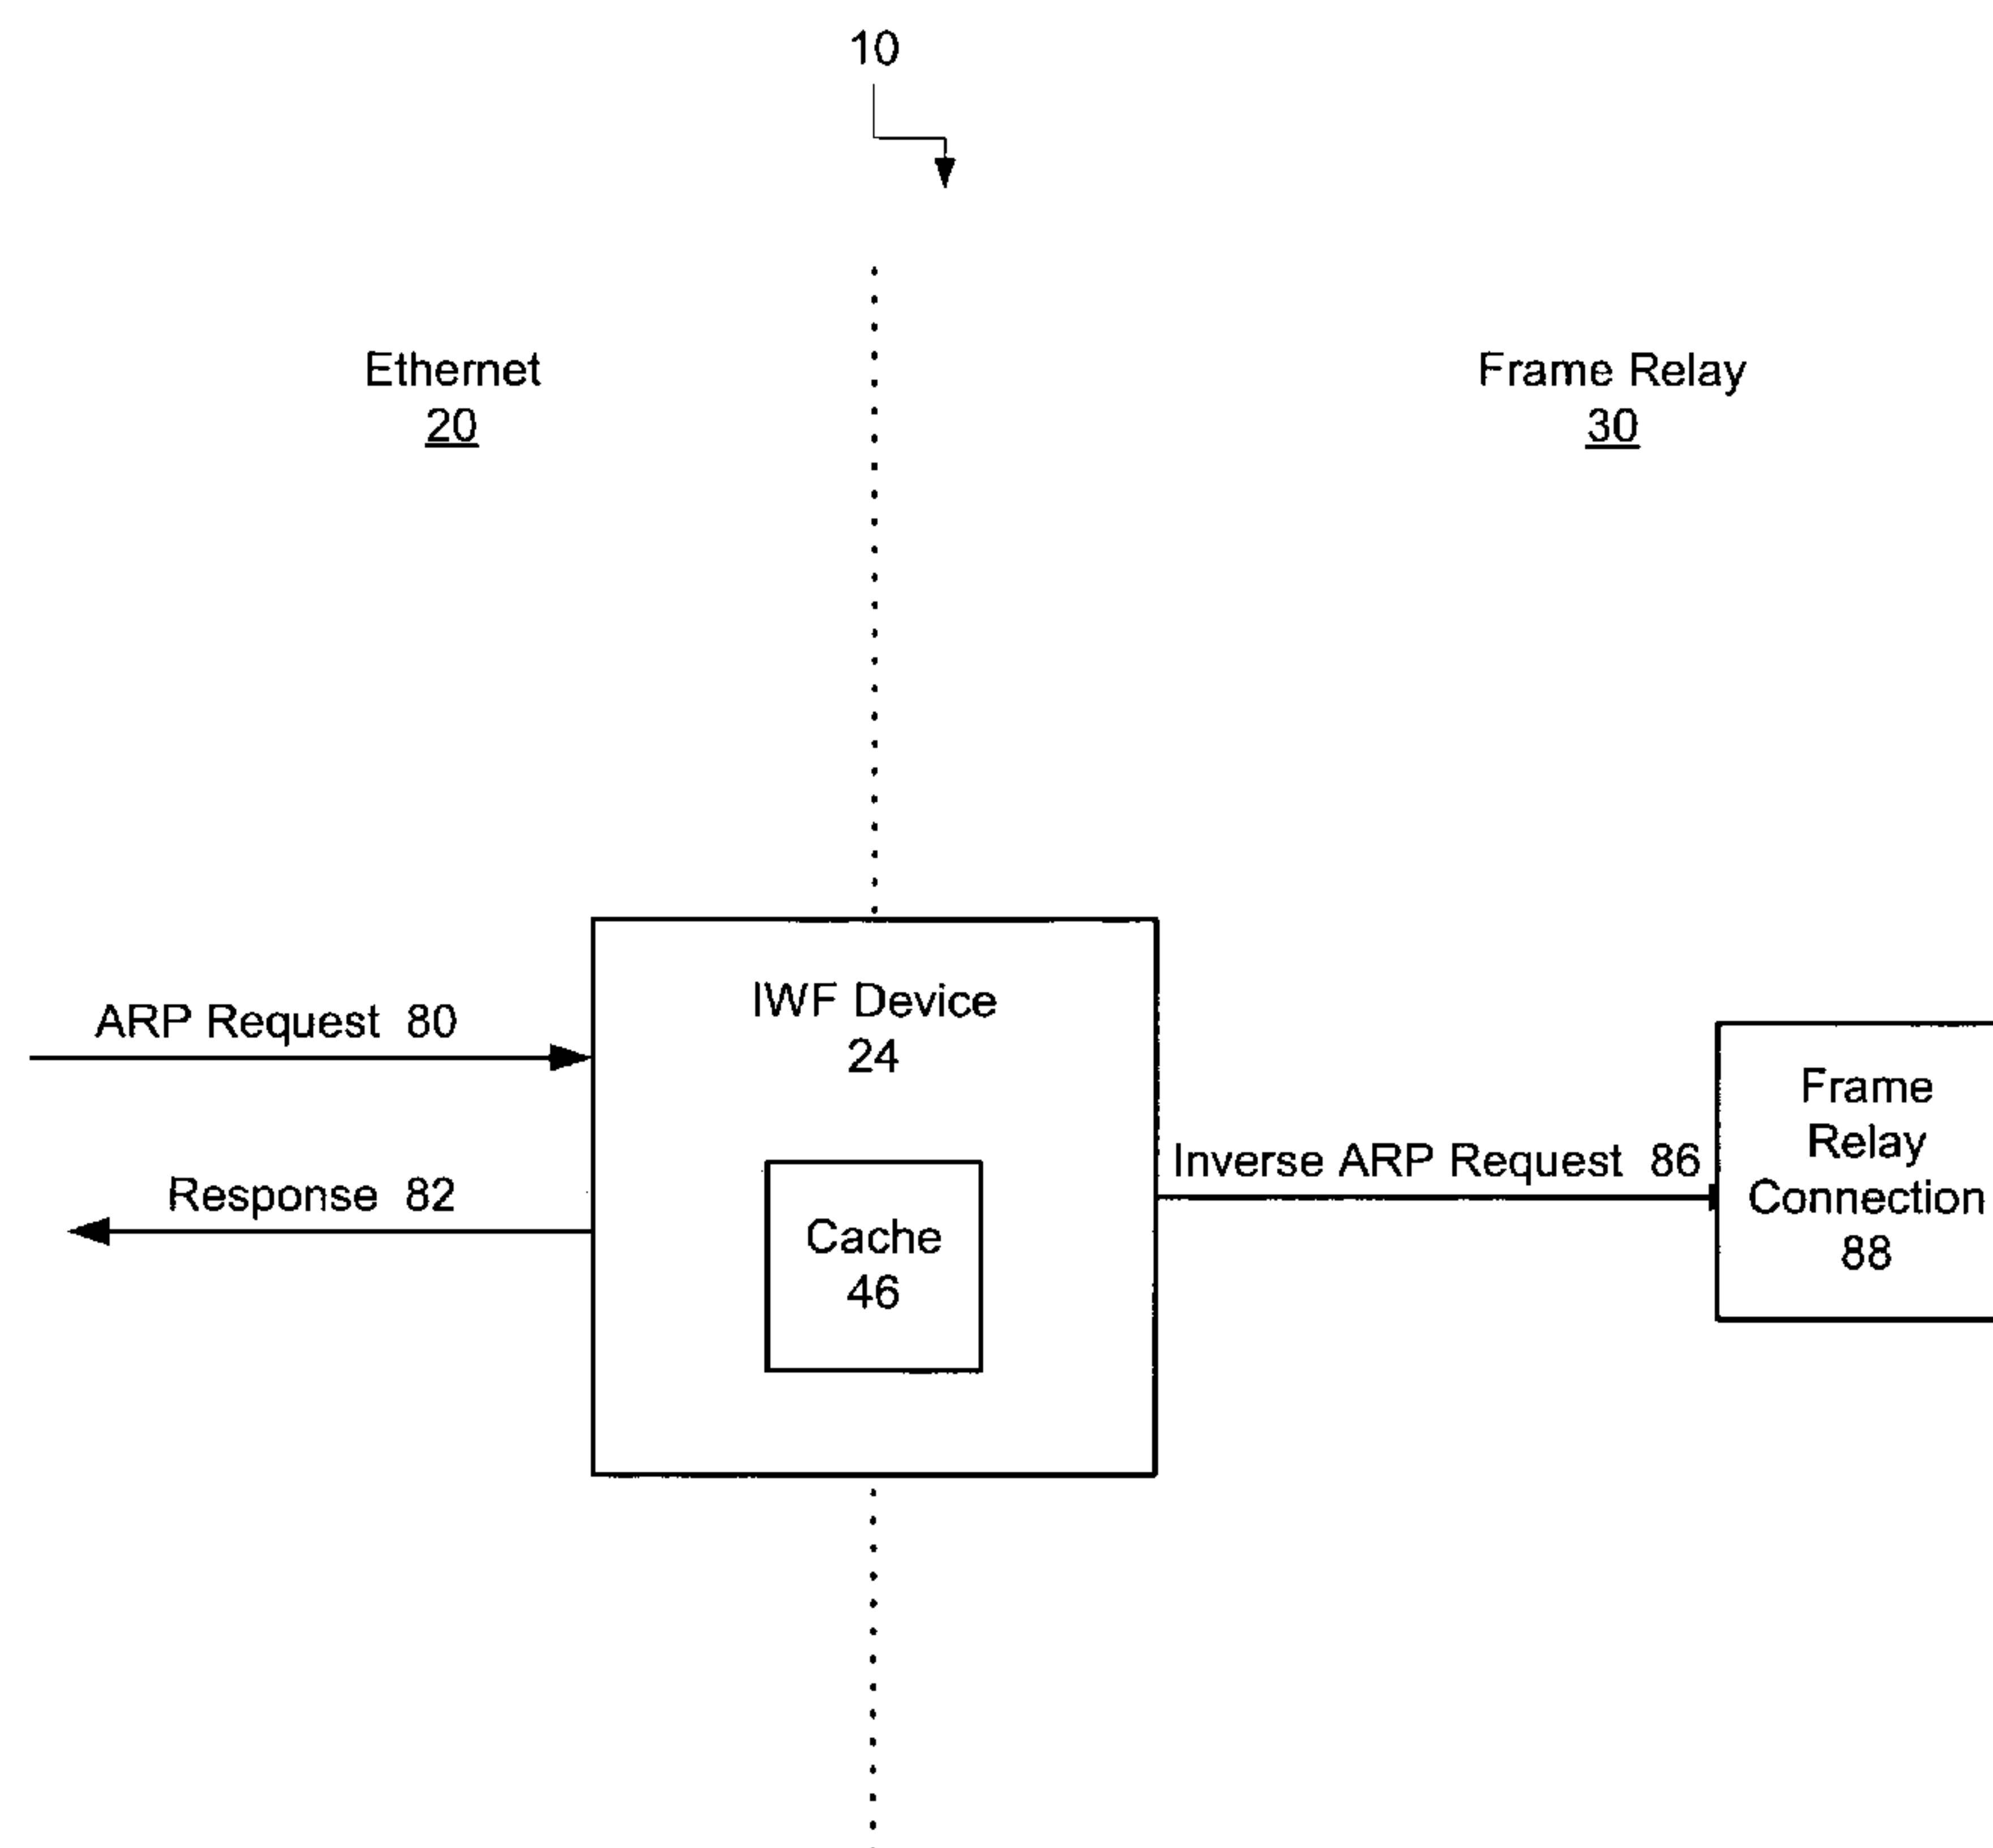 10
Ethernet
20
Frame Relay
30
IWF Device
24
ARP Request 80
Response 82
Cache
46
Inverse ARP Request 86
Frame
Relay
Connection
88